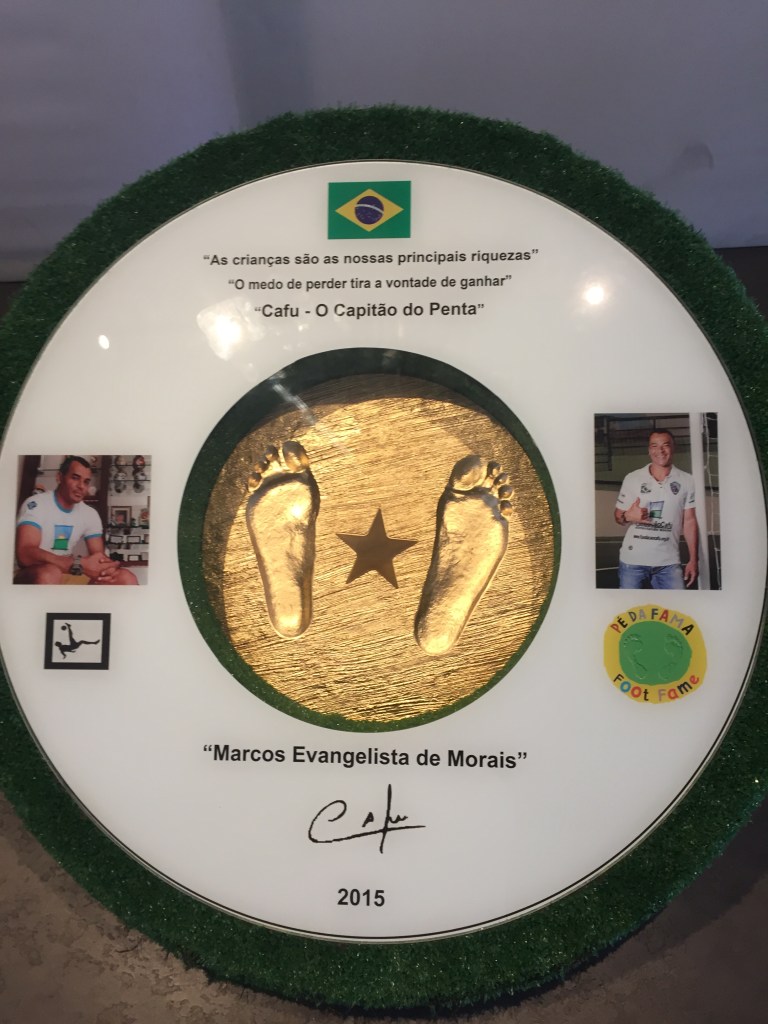 “As crianças são as nossas principais riquezas”
“O medo de perder tira a vontade de ganhar”
“Cafu - O Capitão do Penta”
PÉ DA FAMA
FOOT FAME
“Marcos Evangelista de Morais”
Cafu
2015